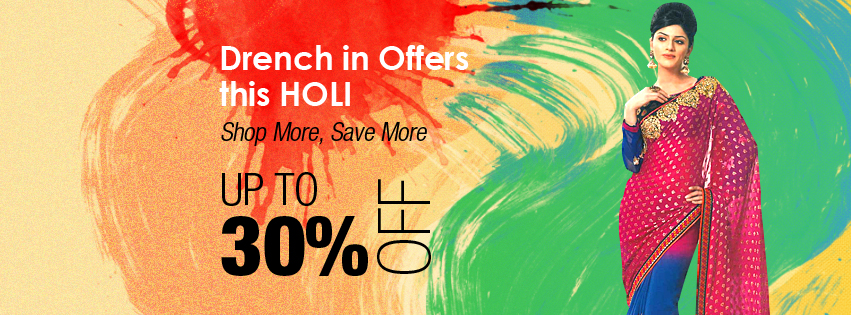 Drench in Offers
this HOLI
Shop More, Save More
UP TO
30% OFF